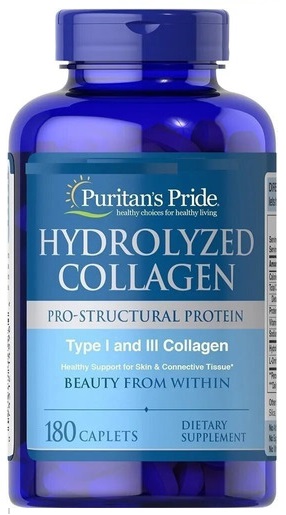 Puritan's Pride
healthy choices for healthy living
HYDROLYZED
COLLAGEN
PRO-STRUCTURAL PROTEIN
Type I and III Collagen
Healthy Support for Skin & Connective Tissue*
BEAUTY FROM WITHIN
180 CAPLETS
DIETARY
SUPPLEMENT